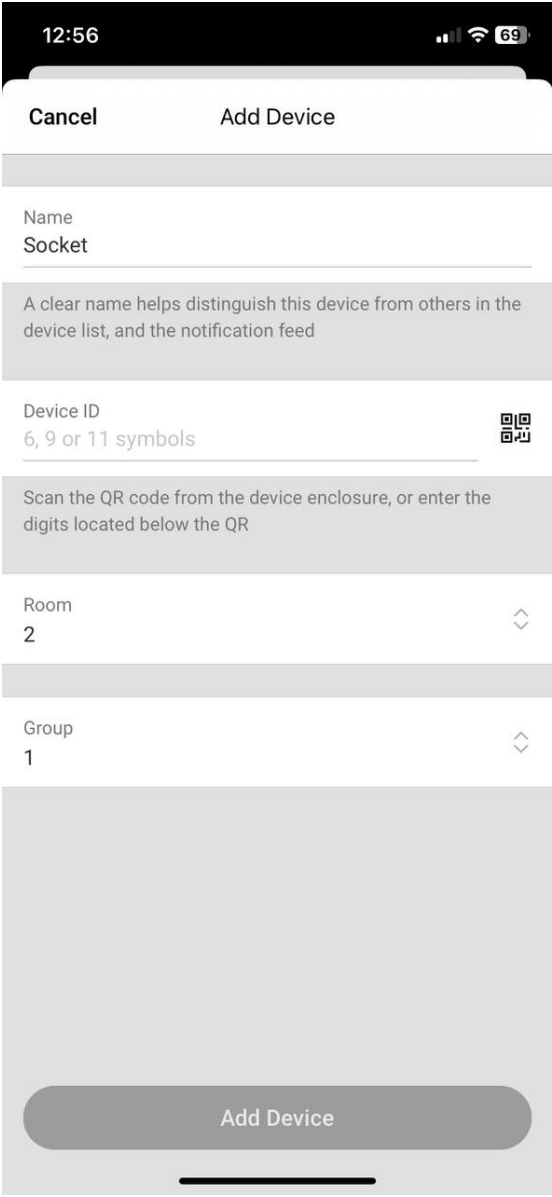 12:56
69
Cancel
Add Device
Name
Socket
A clear name helps distinguish this device from others in the
device list, and the notification feed
Device ID
6, 9 or 11 symbols
Scan the QR code from the device enclosure, or enter the
digits located below the QR
Room
2
Group
1
Add Device